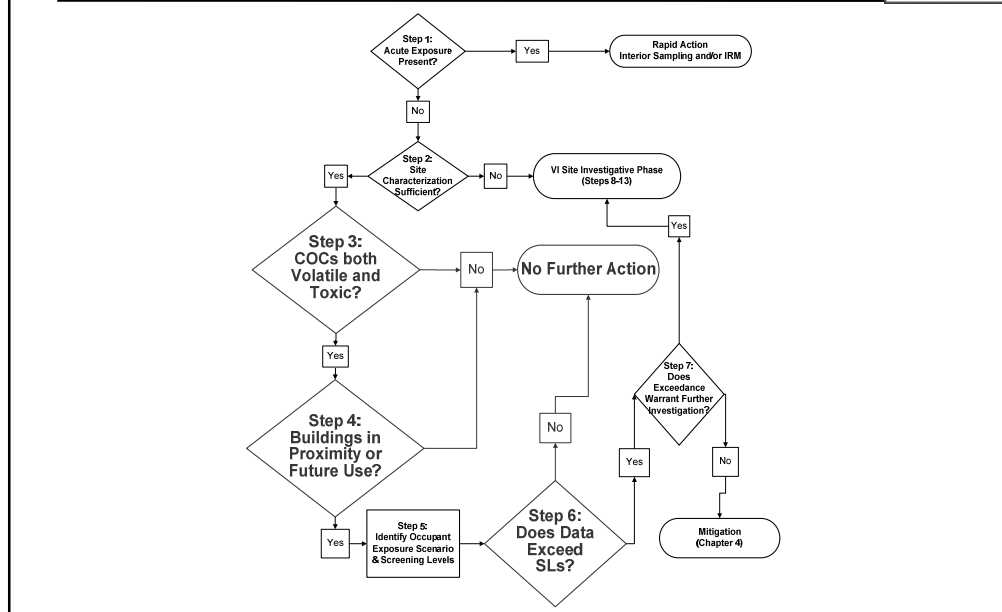 Step 1:
Acute Exposure
Present?
Yes
Rapid Action
Interior Sampling and/or IRM
No
Step 2:
Site
Characterization
Sufficient?
Yes
No
VI Site Investigative Phase
(Steps 8-13)
Yes
Step 3:
COCs both
Volatile and
Toxic?
No
No Further Action
Yes
Step 4:
Buildings in
Proximity or
Future Use?
Yes
Step 5:
Identify Occupant
Exposure Scenario
& Screening Levels
Step 6:
Does Data
Exceed
SLs?
No
Yes
Step 7:
Does
Exceedance
Warrant Further
Investigation?
No
Mitigation
(Chapter 4)